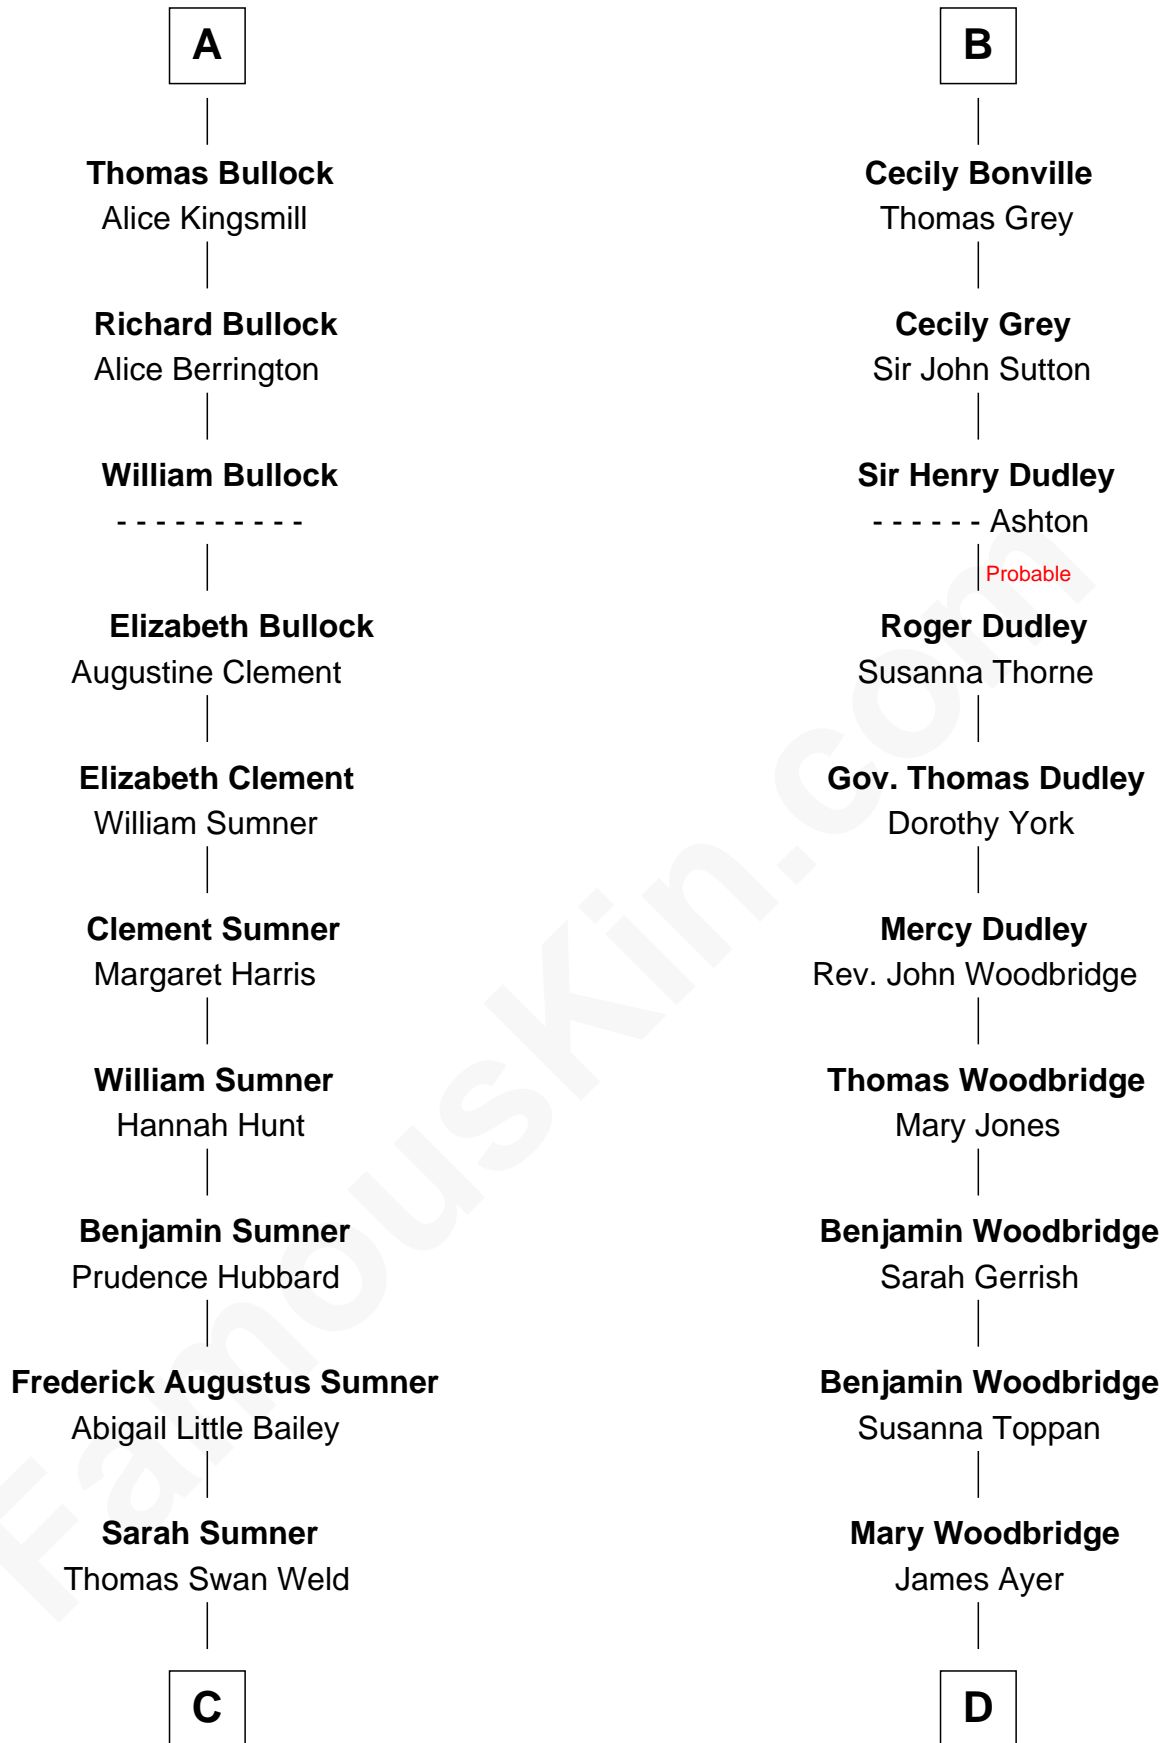 A
Thomas Bullock
Alice Kingsmill
Richard Bullock
Alice Berrington
William Bullock
- - - - - - - - - -
Elizabeth Bullock
Augustine Clement
Elizabeth Clement
William Sumner
Clement Sumner
Margaret Harris
William Sumner
Hannah Hunt
Benjamin Sumner
Prudence Hubbard
Frederick Augustus Sumner
Abigail Little Bailey
Sarah Sumner
Thomas Swan Weld
C
B
Cecily Bonville
Thomas Grey
Cecily Grey
Sir John Sutton
Sir Henry Dudley
- - - - - - Ashton
Probable
Roger Dudley
Susanna Thorne
Gov. Thomas Dudley
Dorothy York
Mercy Dudley
Rev. John Woodbridge
Thomas Woodbridge
Mary Jones
Benjamin Woodbridge
Sarah Gerrish
Benjamin Woodbridge
Susanna Toppan
Mary Woodbridge
James Ayer
D
FamousKin.com